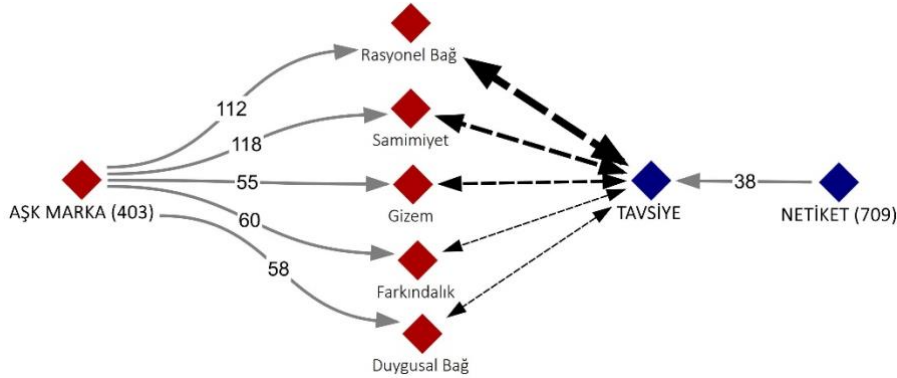 Rasyonel Bağ
112
118
Samimiyet
55
Gizem
AŞK MARKA (403)
60
58
Farkındalık
Duygusal Bağ
TAVSİYE
38
NETİKET (709)